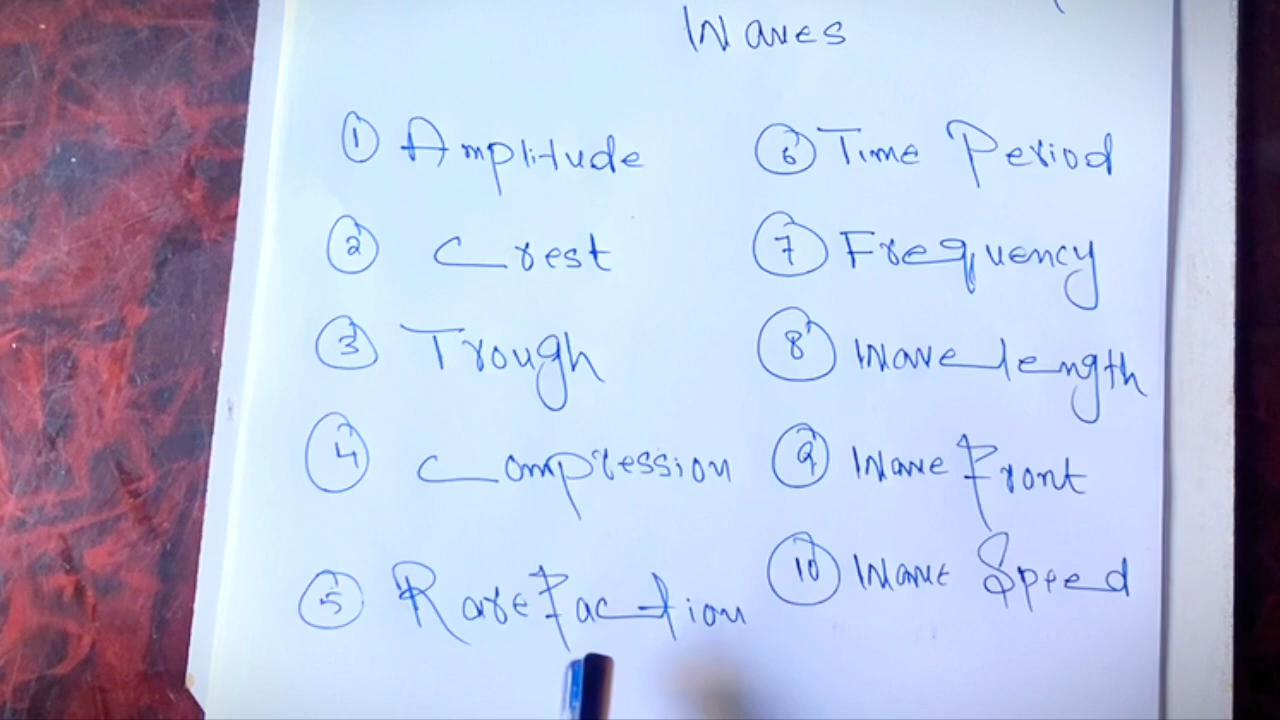 Waves
① Amplitude
② Crest
③ Trough
④ Compression
⑤ Rarefaction
⑥ Time Period
⑦ Frequency
⑧ Wavelength
⑨ Wave Front
⑩ Wave Speed